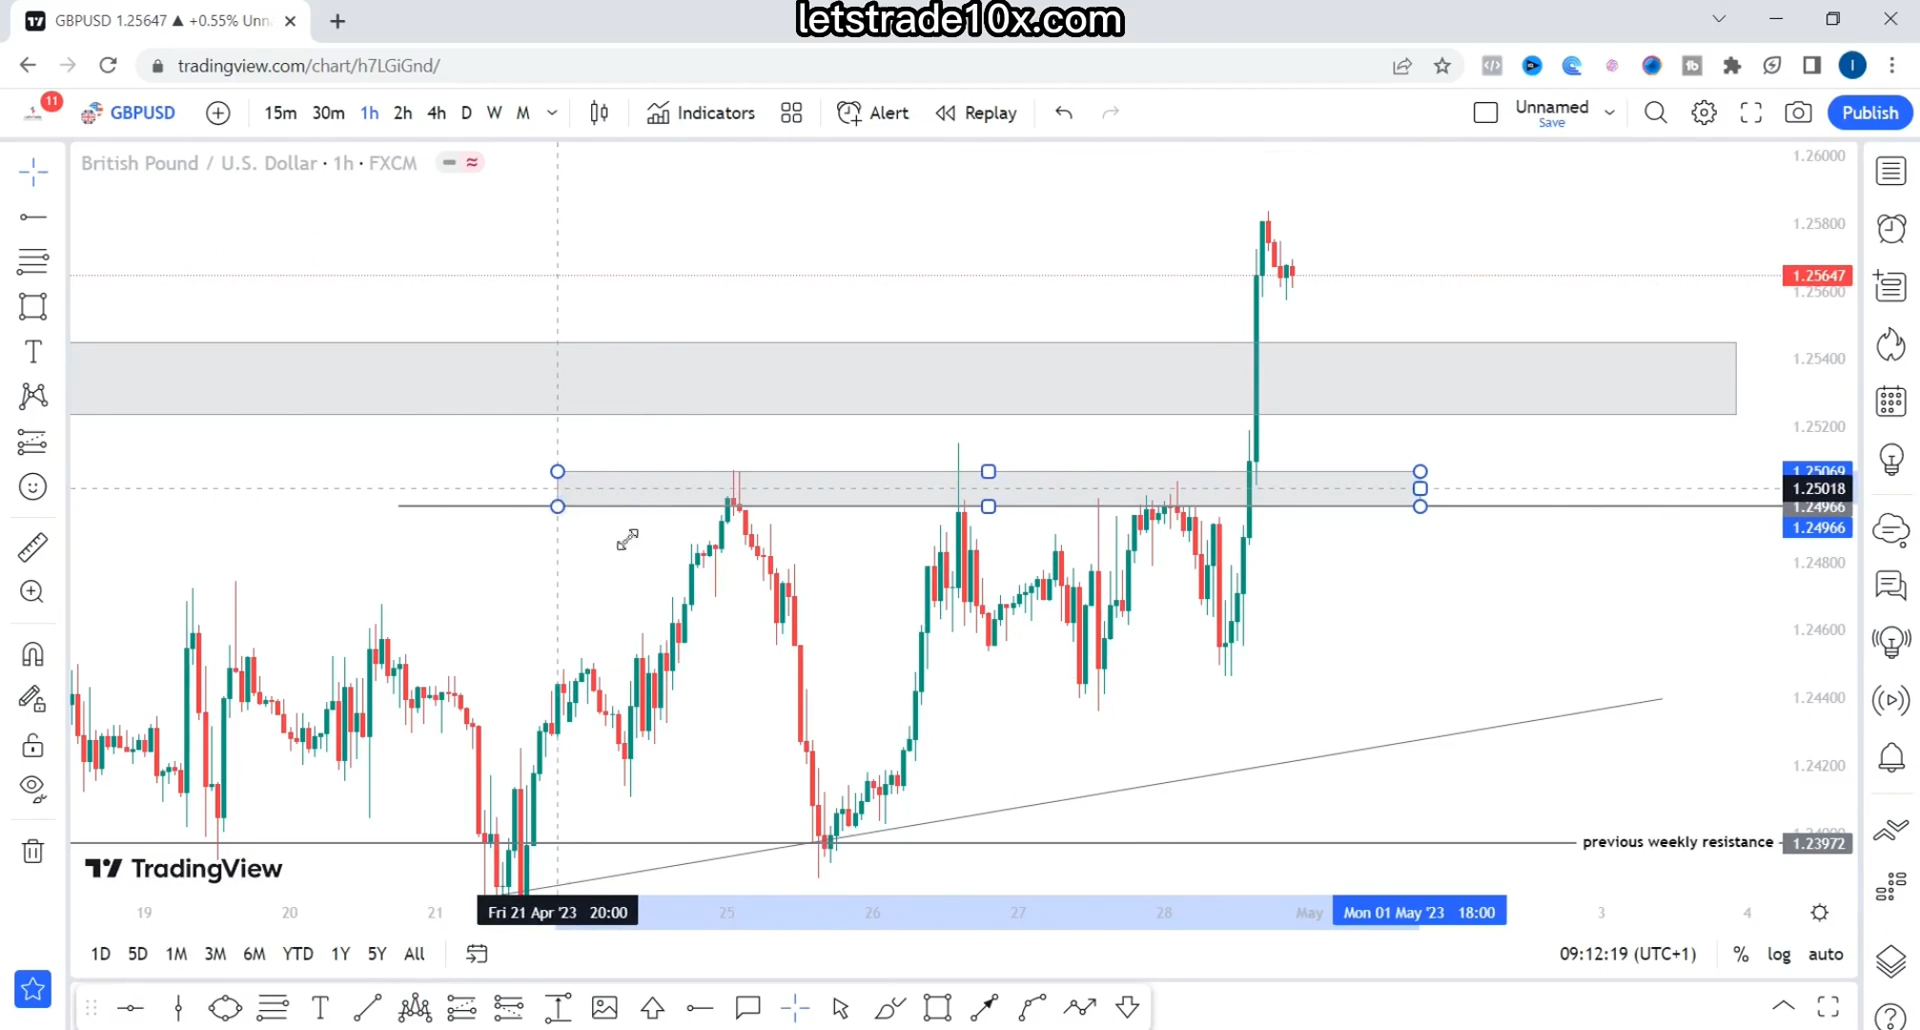 GBPUSD 1.25647 ▲ +0.55% Unn
letstrade10x.com
tradingview.com/chart/h7LGiGnd/
11
GBPUSD
15m 30m 1h 2h 4h D W M
Indicators
Alert
Replay
Unnamed
Save
Publish
British Pound / U.S. Dollar · 1h · FXCM
1.26000
1.25800
1.25647
1.25600
1.25400
1.25200
1.25069
1.25018
1.24966
1.24966
1.24800
1.24600
1.24400
1.24200
previous weekly resistance
1.23972
TradingView
19 20 21 Fri 21 Apr '23 20:00 25 26 27 28 May Mon 01 May '23 18:00 3 4
1D 5D 1M 3M 6M YTD 1Y 5Y All
09:12:19 (UTC+1) % log auto